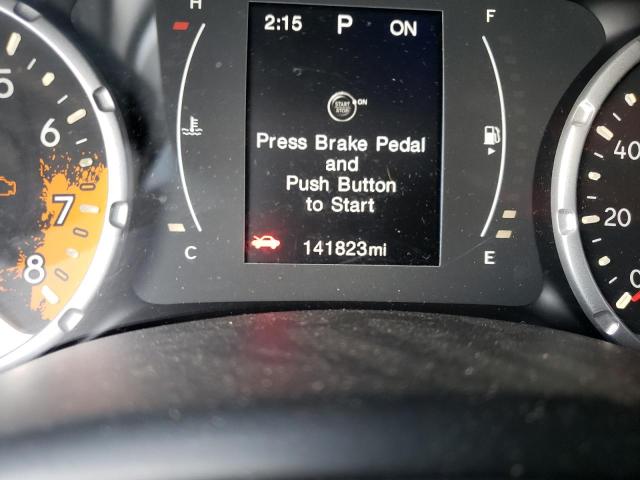 H
2:15 P ON
F
5
6
7
8
START
STOP
ON
Press Brake Pedal
and
Push Button
to Start
141823mi
C
E
40
20
0